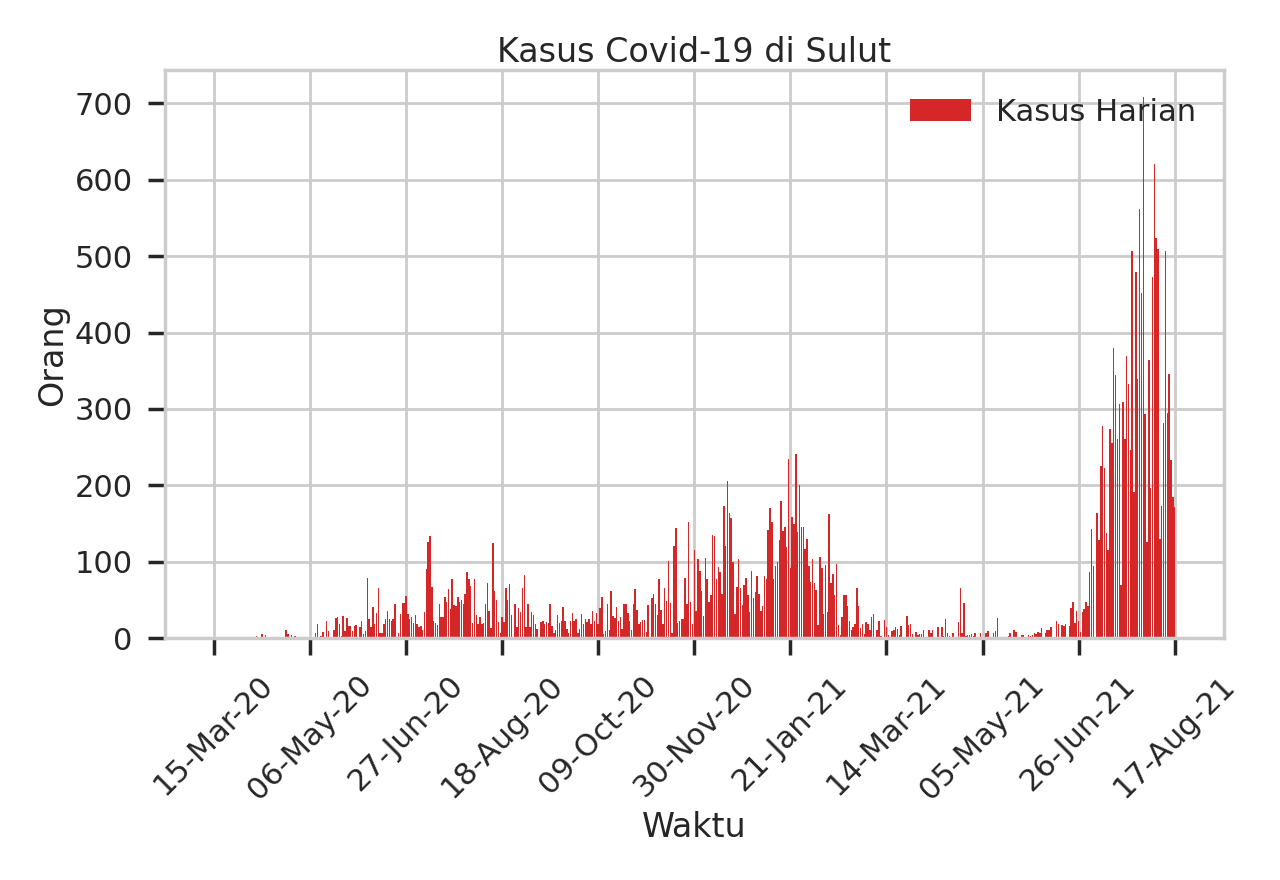 Kasus Covid-19 di Sulut
Kasus Harian
700
600
500
400
300
200
100
0
Orang
15-Mar-20
06-May-20
27-Jun-20
18-Aug-20
09-Oct-20
30-Nov-20
21-Jan-21
14-Mar-21
05-May-21
26-Jun-21
17-Aug-21
Waktu